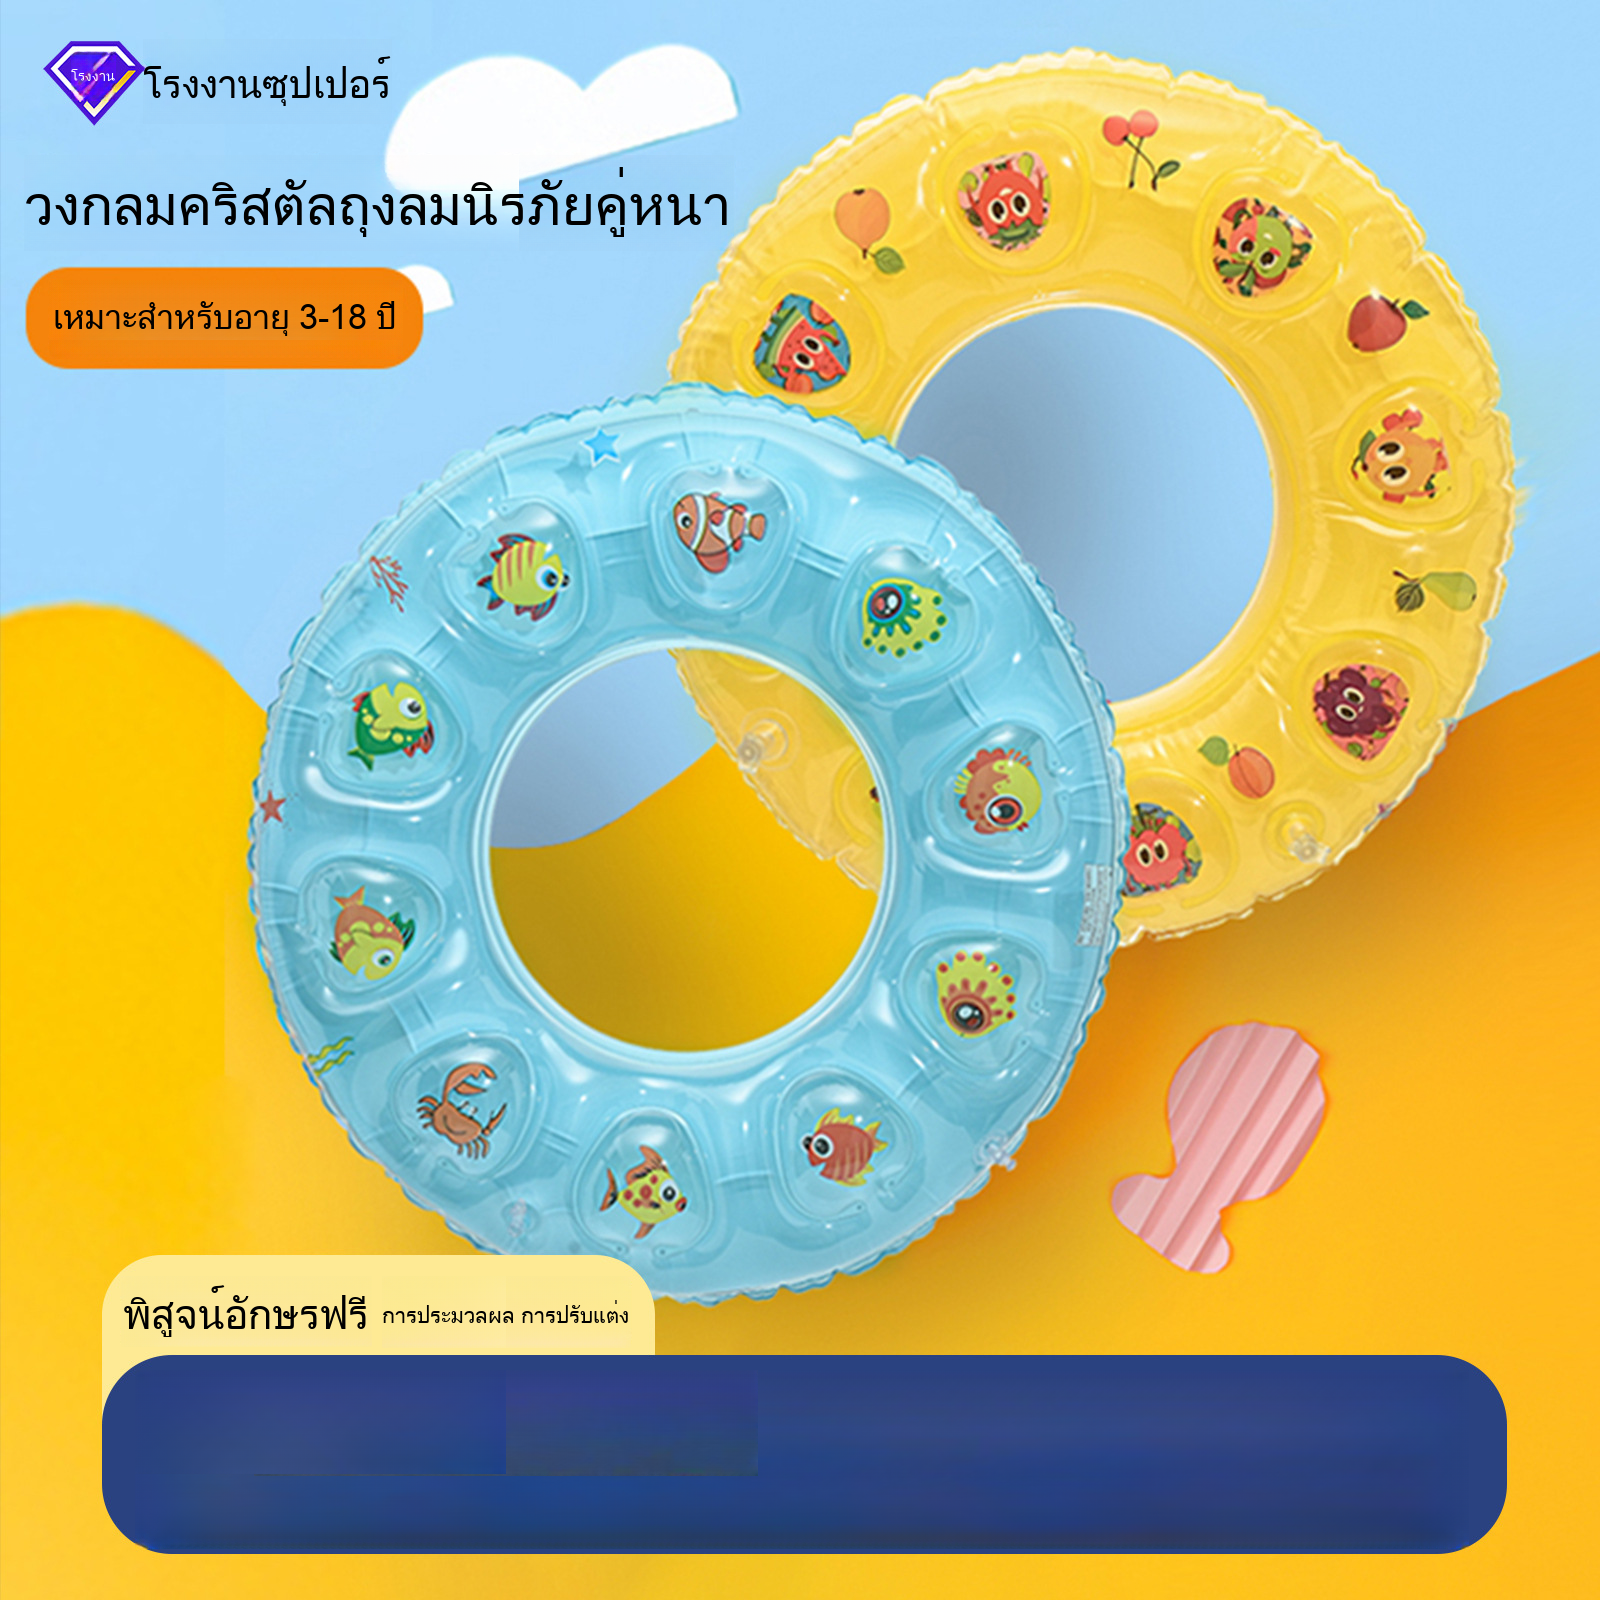 โรงงาน
โรงงานซุปเปอร์
วงกลมคริสตัลถุงลมนิรภัยคู่หนา
เหมาะสำหรับอายุ 3-18 ปี
พิสูจน์อักษรฟรี การประมวลผล การปรับแต่ง